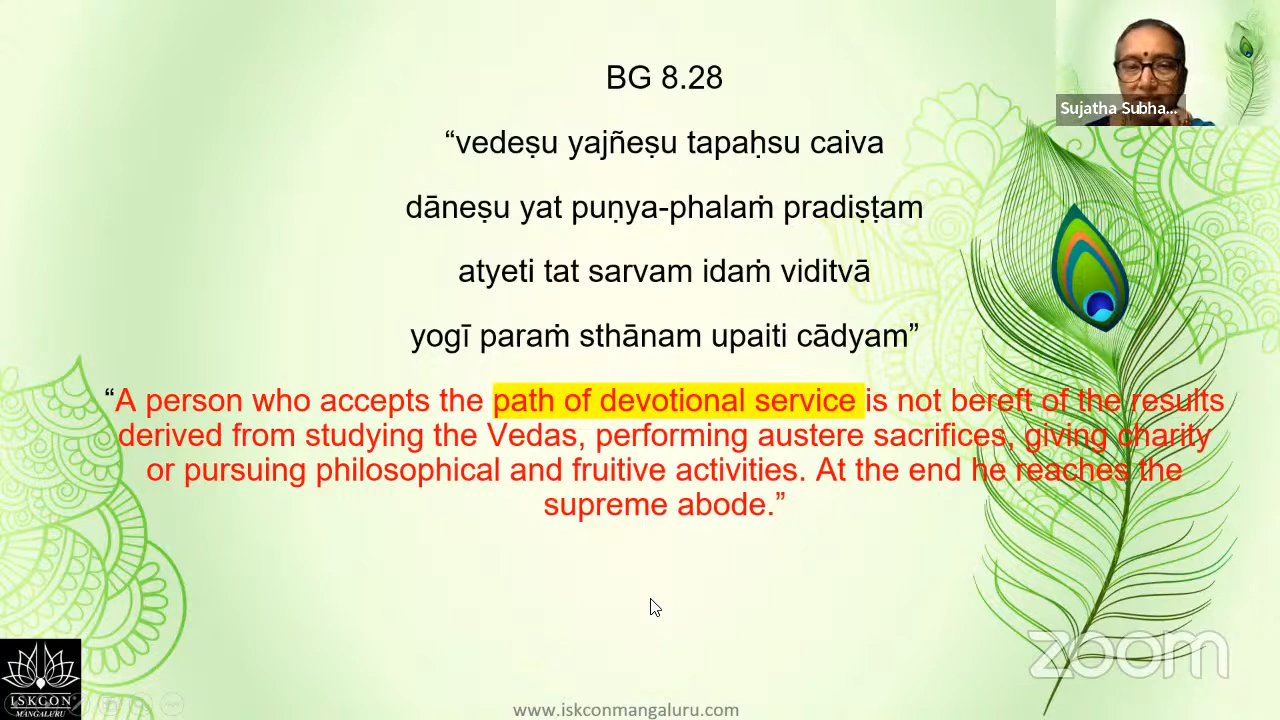 BG 8.28
“vedeṣu yajñeṣu tapaḥsu caiva
dāneṣu yat puṇya-phalaṁ pradiṣṭam
atyeti tat sarvam idaṁ viditvā
yogī paraṁ sthānam upaiti cādyam”
“A person who accepts the path of devotional service is not bereft of the results
derived from studying the Vedas, performing austere sacrifices, giving charity
or pursuing philosophical and fruitive activities. At the end he reaches the
supreme abode.”
Sujatha Subha...
zoom
ISKCON
MANGALURU
www.iskconmangaluru.com